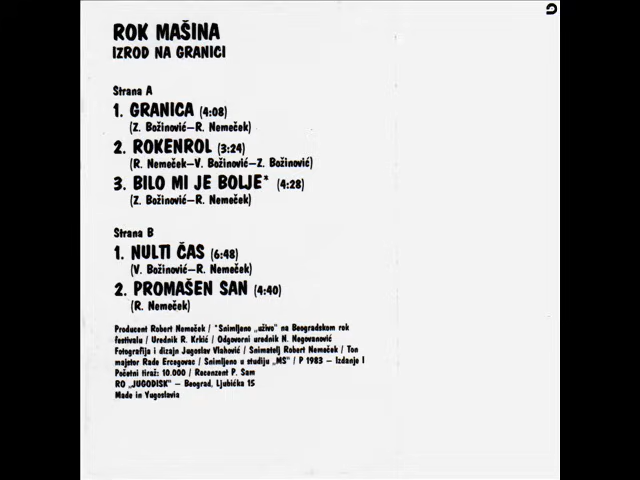 ROK MAŠINA
IZROD NA GRANICI
Strana A
1. GRANICA (4:08)
(Z. Božinović–R. Nemeček)
2. ROKENROL (3:24)
(R. Nemeček–V. Božinović–Z. Božinović)
3. BILO MI JE BOLJE* (4:28)
(Z. Božinović–R. Nemeček)
Strana B
1. NULTI ČAS (6:48)
(V. Božinović–R. Nemeček)
2. PROMAŠEN SAN (4:40)
(R. Nemeček)
Producent Robert Nemeček / *Snimljeno „uživo" na Beogradskom rok
festivalu / Urednik R. Krkić / Odgovorni urednik N. Negovanović
Fotografija i dizajn Jugoslav Vlahović / Snimatelj Robert Nemeček / Ton
majstor Rade Ercegovac / Snimljeno u studiju „MS" / P 1983 – Izdanje I
Početni tiraž: 10.000 / Recenzent P. Sam
RO „JUGODISK" – Beograd, Ljubićka 15
Made in Yugoslavia